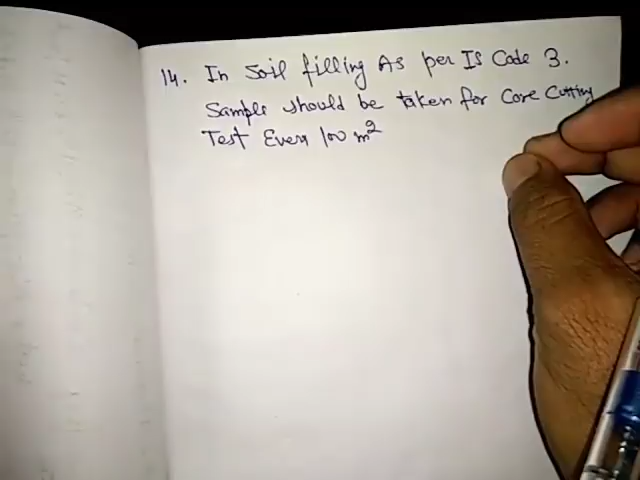 14. In Soil filling As per IS Code 3.
Sample should be taken for Core Cutting
Test Every 100 m²